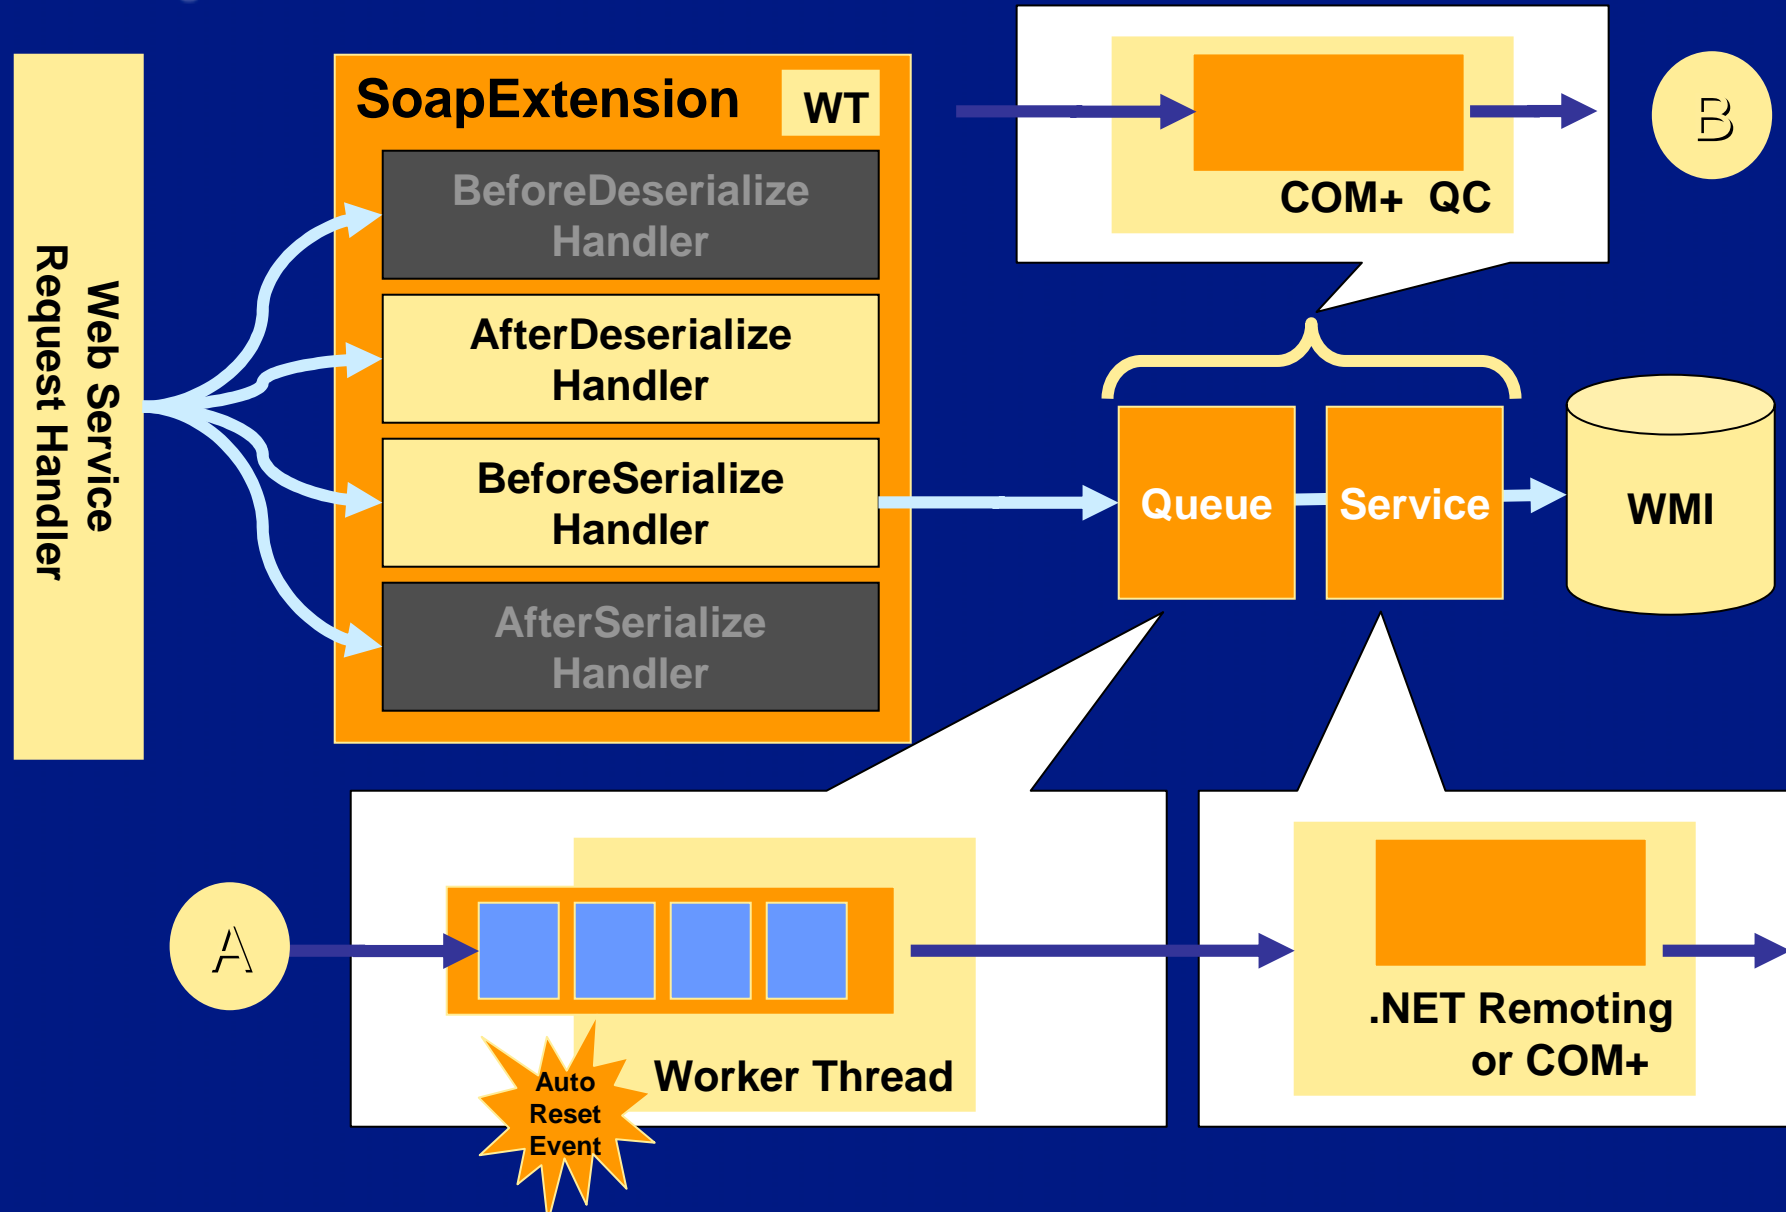 Web Service
Request Handler
SoapExtension
WT
BeforeDeserialize
Handler
AfterDeserialize
Handler
BeforeSerialize
Handler
AfterSerialize
Handler
COM+ QC
B
Queue
Service
WMI
A
Auto
Reset
Event
Worker Thread
.NET Remoting
or COM+